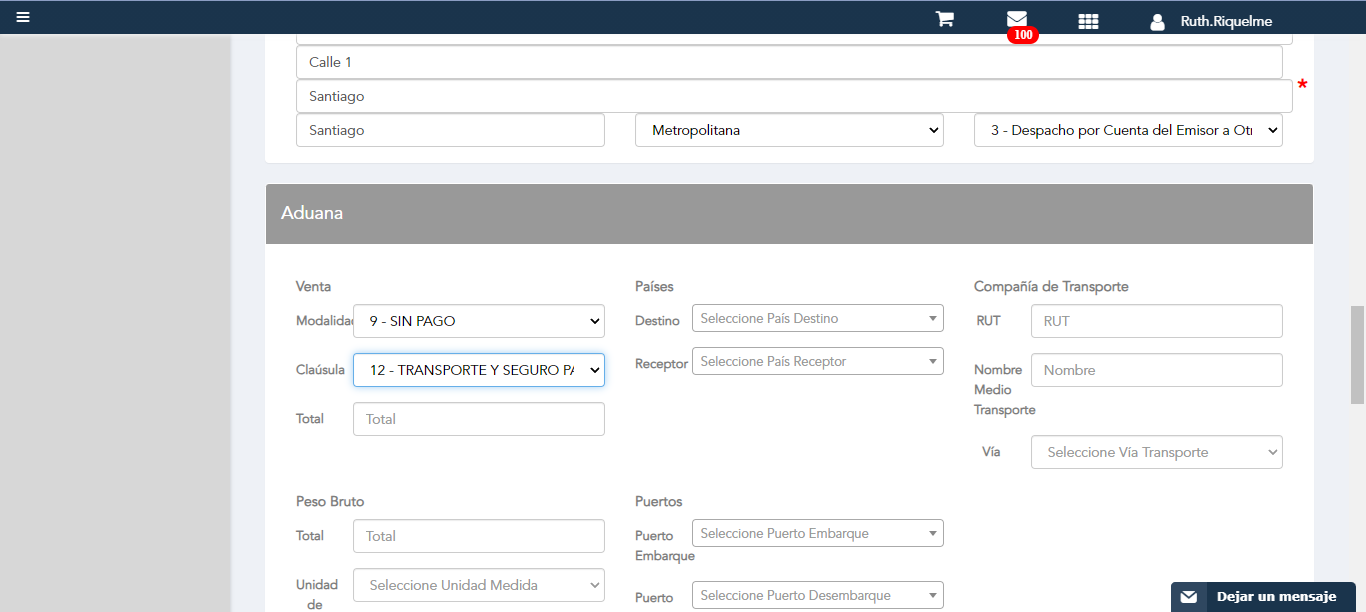 100
Ruth.Riquelme
Calle 1
Santiago
*
Santiago
Metropolitana
3 - Despacho por Cuenta del Emisor a Otr
Aduana
Venta
Modalidad
9 - SIN PAGO
Claúsula
12 - TRANSPORTE Y SEGURO PA
Total
Total
Países
Destino
Seleccione País Destino
Receptor
Seleccione País Receptor
Compañía de Transporte
RUT
RUT
Nombre
Medio
Transporte
Nombre
Vía
Seleccione Vía Transporte
Peso Bruto
Total
Total
Unidad
de
Seleccione Unidad Medida
Puertos
Puerto
Embarque
Seleccione Puerto Embarque
Puerto
Seleccione Puerto Desembarque
Dejar un mensaje